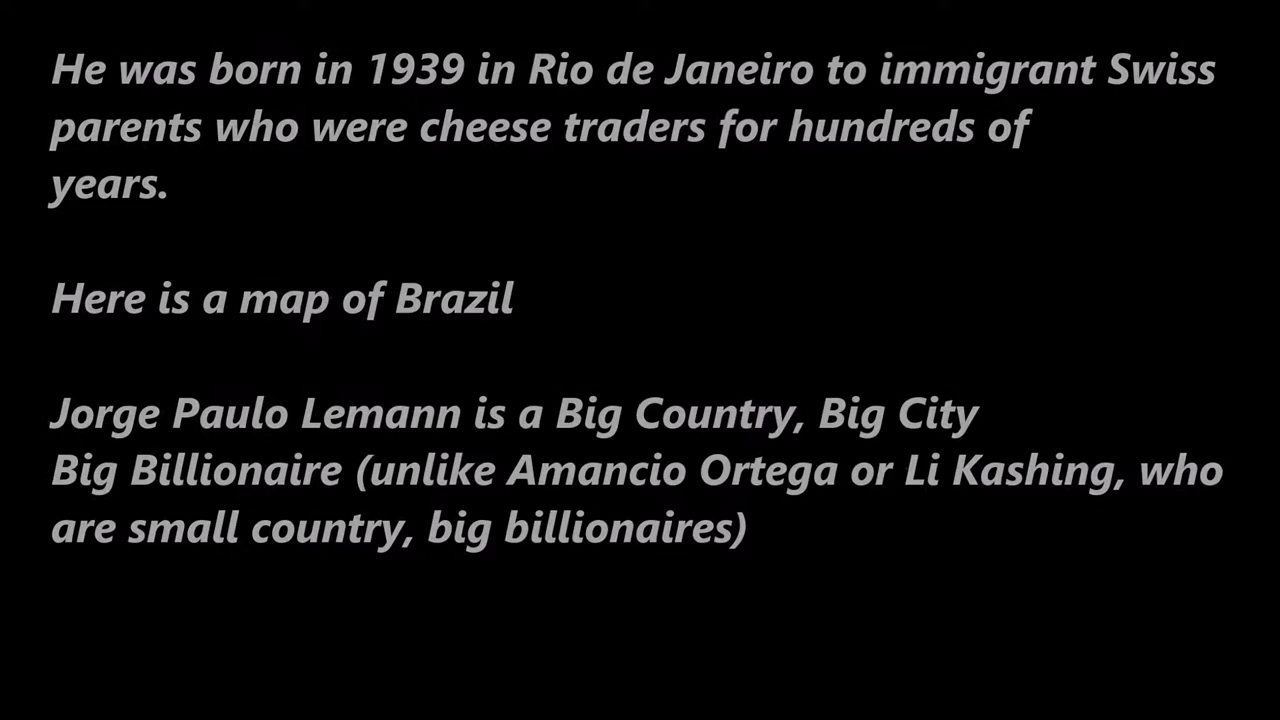 He was born in 1939 in Rio de Janeiro to immigrant Swiss
parents who were cheese traders for hundreds of
years.
Here is a map of Brazil
Jorge Paulo Lemann is a Big Country, Big City
Big Billionaire (unlike Amancio Ortega or Li Kashing, who
are small country, big billionaires)